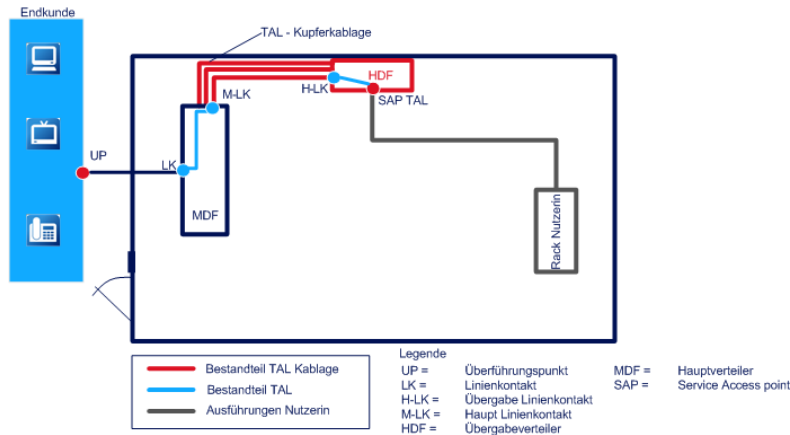 Endkunde
TAL - Kupferkablage
HDF
M-LK
H-LK
SAP TAL
UP
LK
MDF
Rack Nutzerin
Legende
Bestandteil TAL Kablage
Bestandteil TAL
Ausführungen Nutzerin
UP = Überführungspunkt MDF = Hauptverteiler
LK = Linienkontakt SAP = Service Access point
H-LK = Übergabe Linienkontakt
M-LK = Haupt Linienkontakt
HDF = Übergabeverteiler